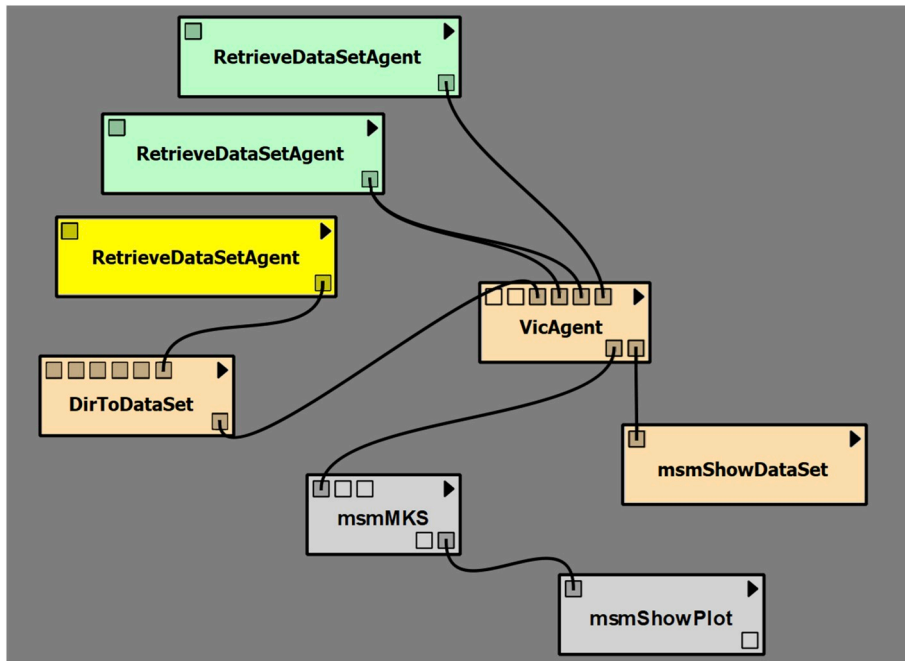 RetrieveDataSetAgent
RetrieveDataSetAgent
RetrieveDataSetAgent
VicAgent
DirToDataSet
msmShowDataSet
msmMKS
msmShowPlot